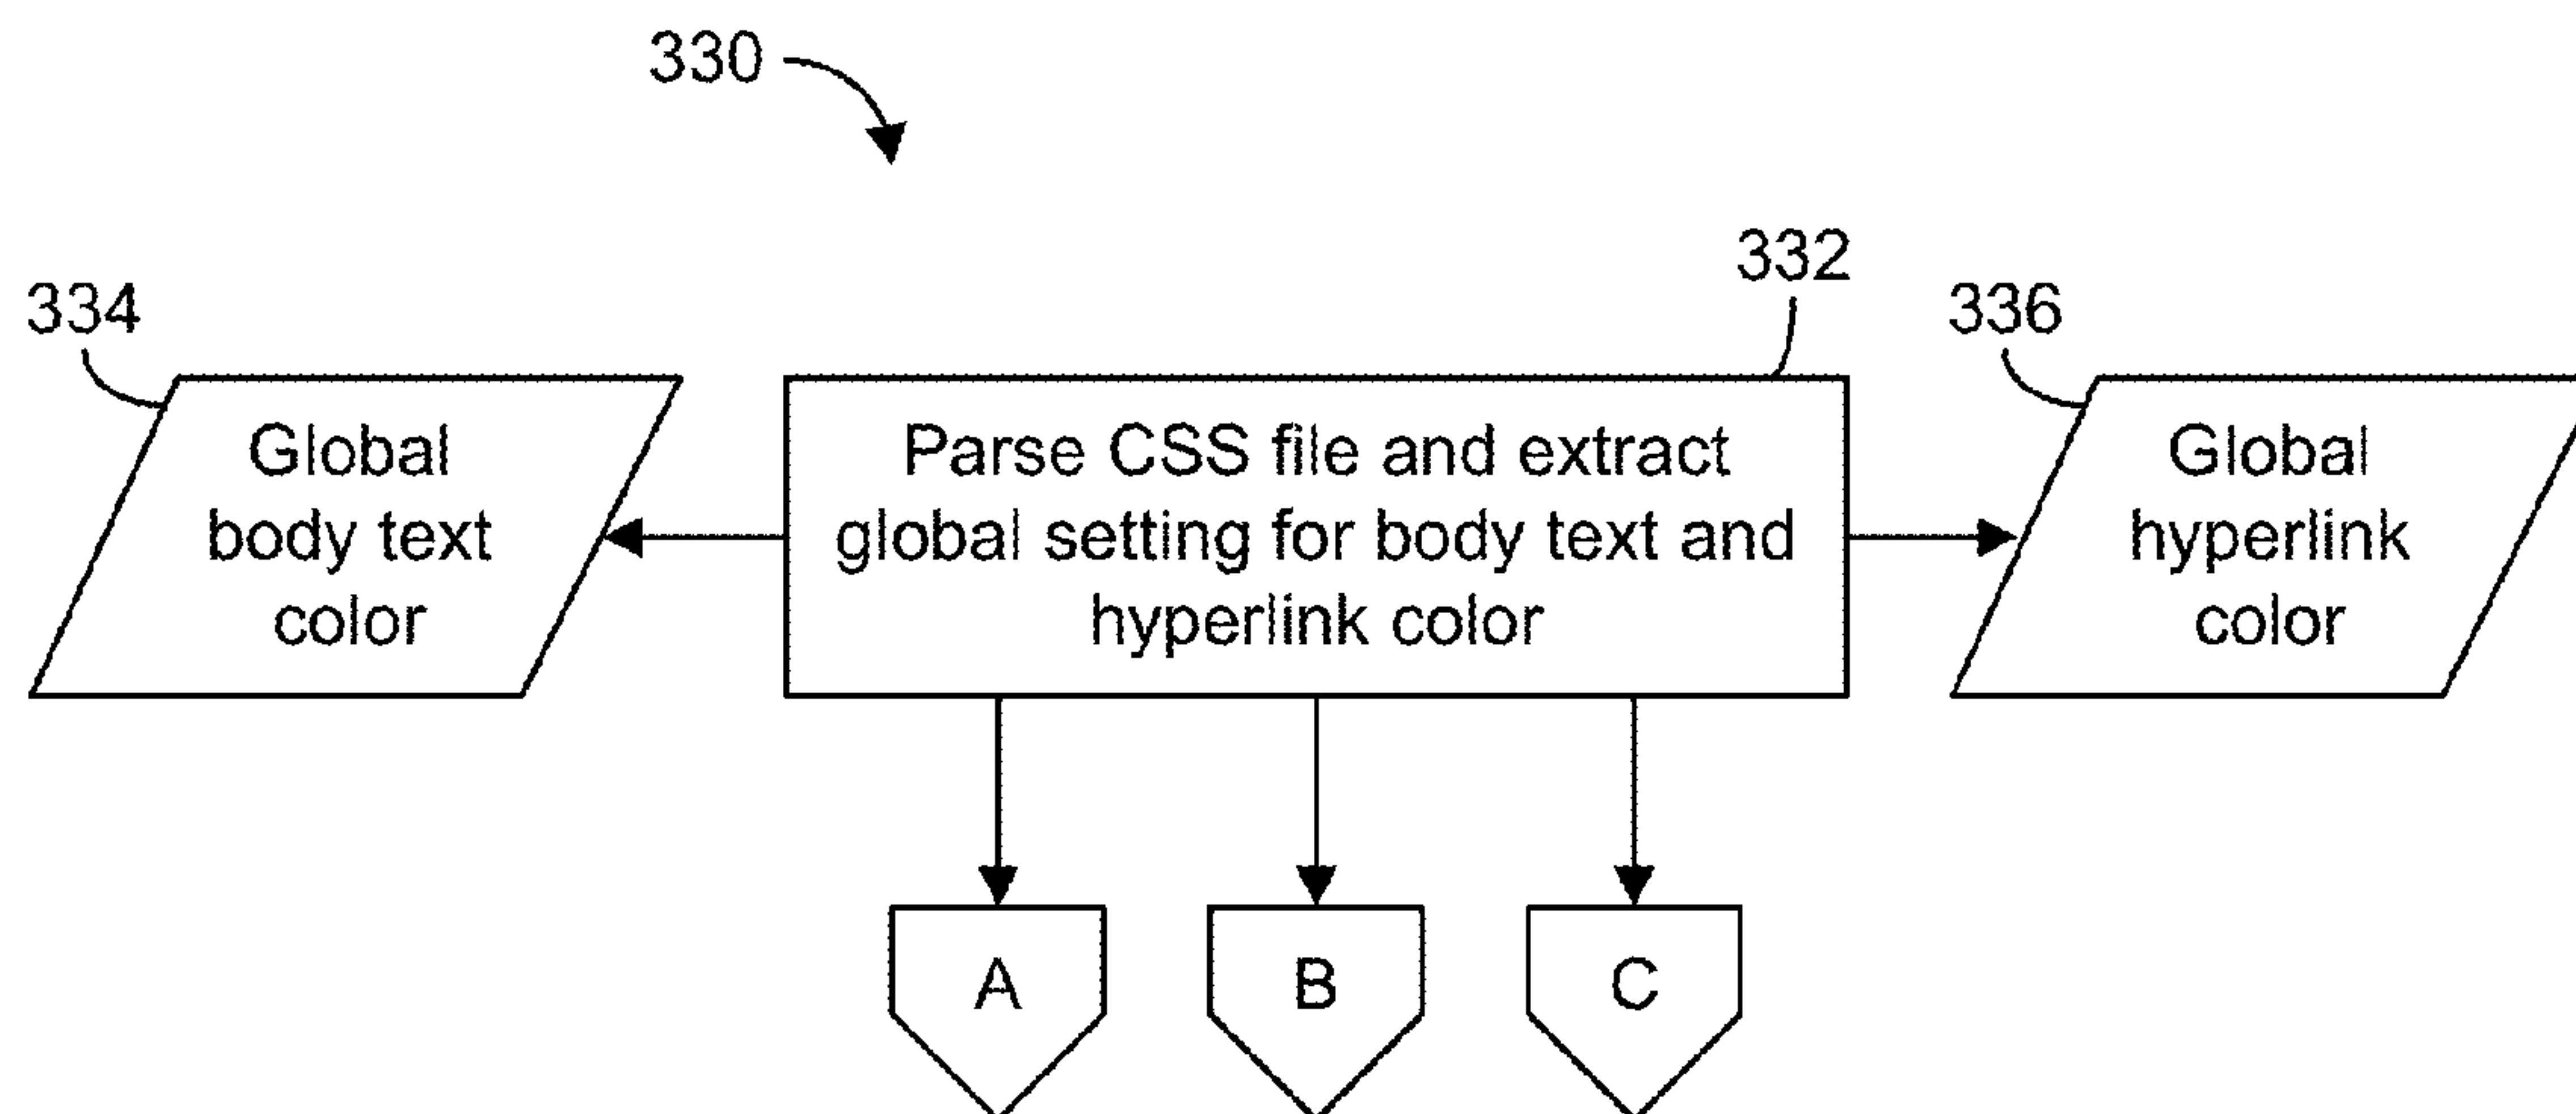 330
332
334
336
Global
body text
color
Parse CSS file and extract
global setting for body text and
hyperlink color
Global
hyperlink
color
A
B
C